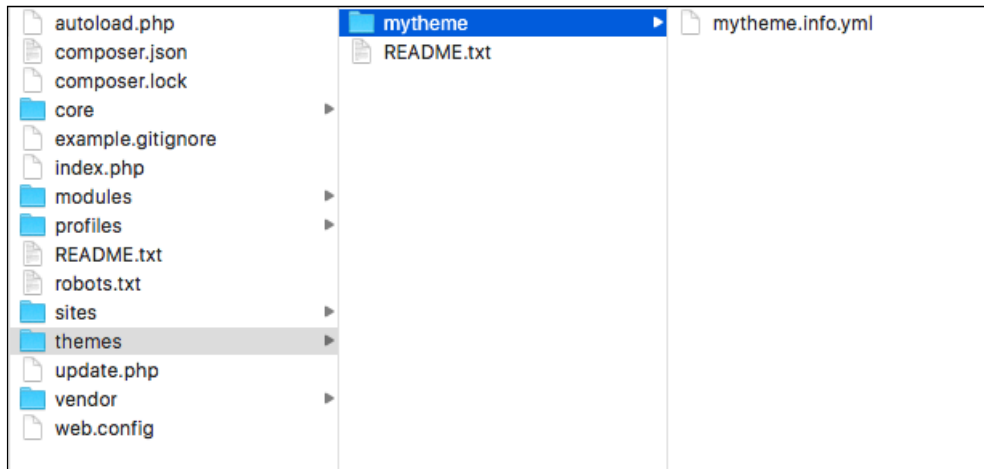 autoload.php
composer.json
composer.lock
core
example.gitignore
index.php
modules
profiles
README.txt
robots.txt
sites
themes
update.php
vendor
web.config
mytheme
README.txt
mytheme.info.yml